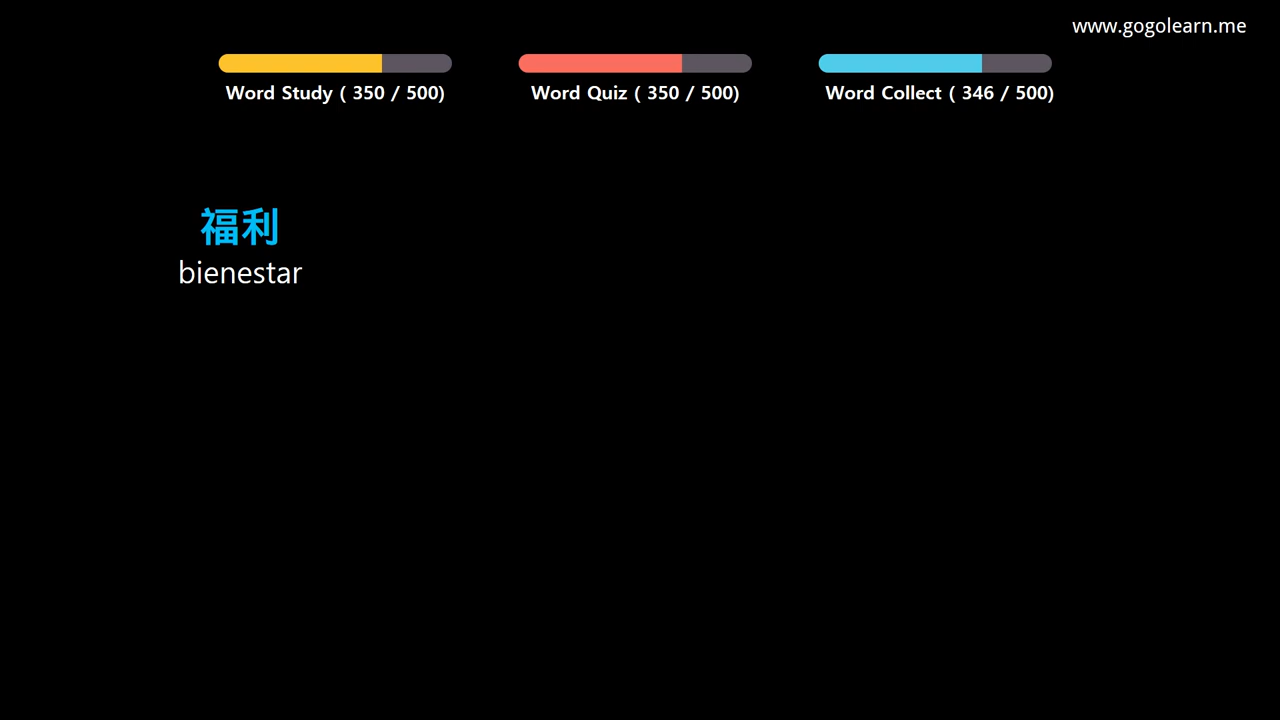 www.gogolearn.me
Word Study ( 350 / 500)
Word Quiz ( 350 / 500)
Word Collect ( 346 / 500)
福利
bienestar